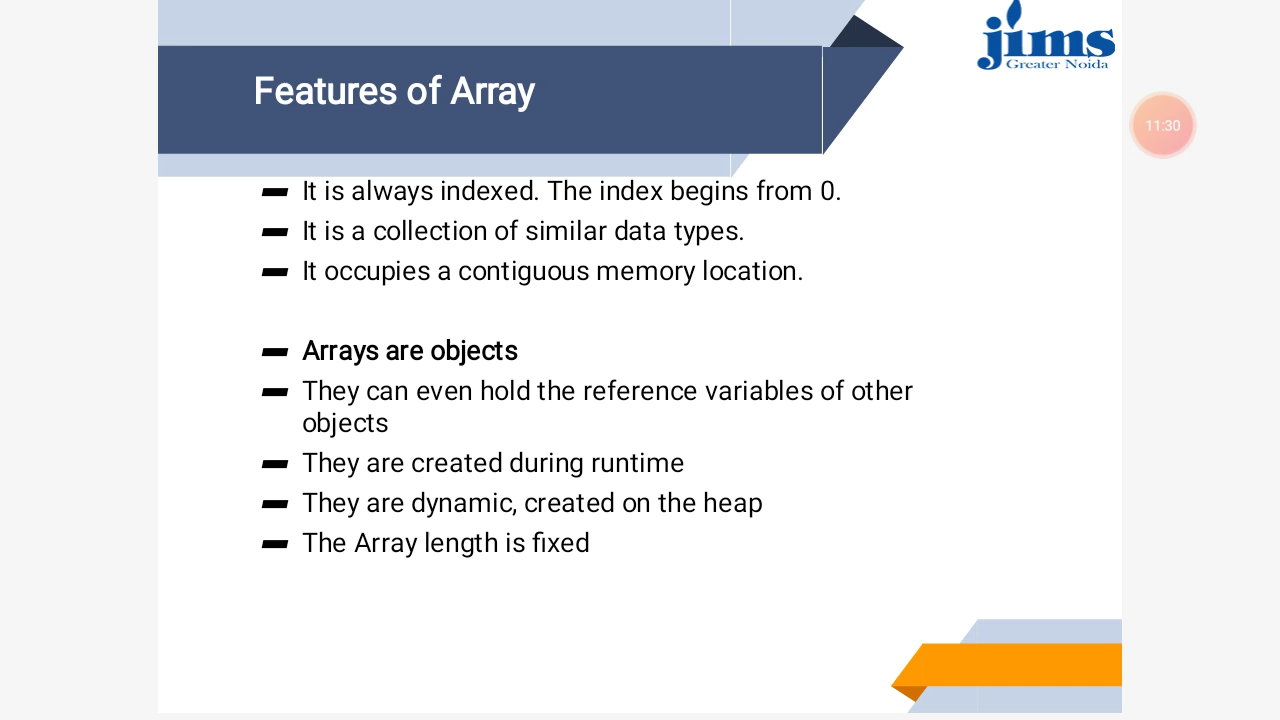 jims
Greater Noida
Features of Array
11:30
It is always indexed. The index begins from 0.
It is a collection of similar data types.
It occupies a contiguous memory location.
Arrays are objects
They can even hold the reference variables of other
objects
They are created during runtime
They are dynamic, created on the heap
The Array length is fixed